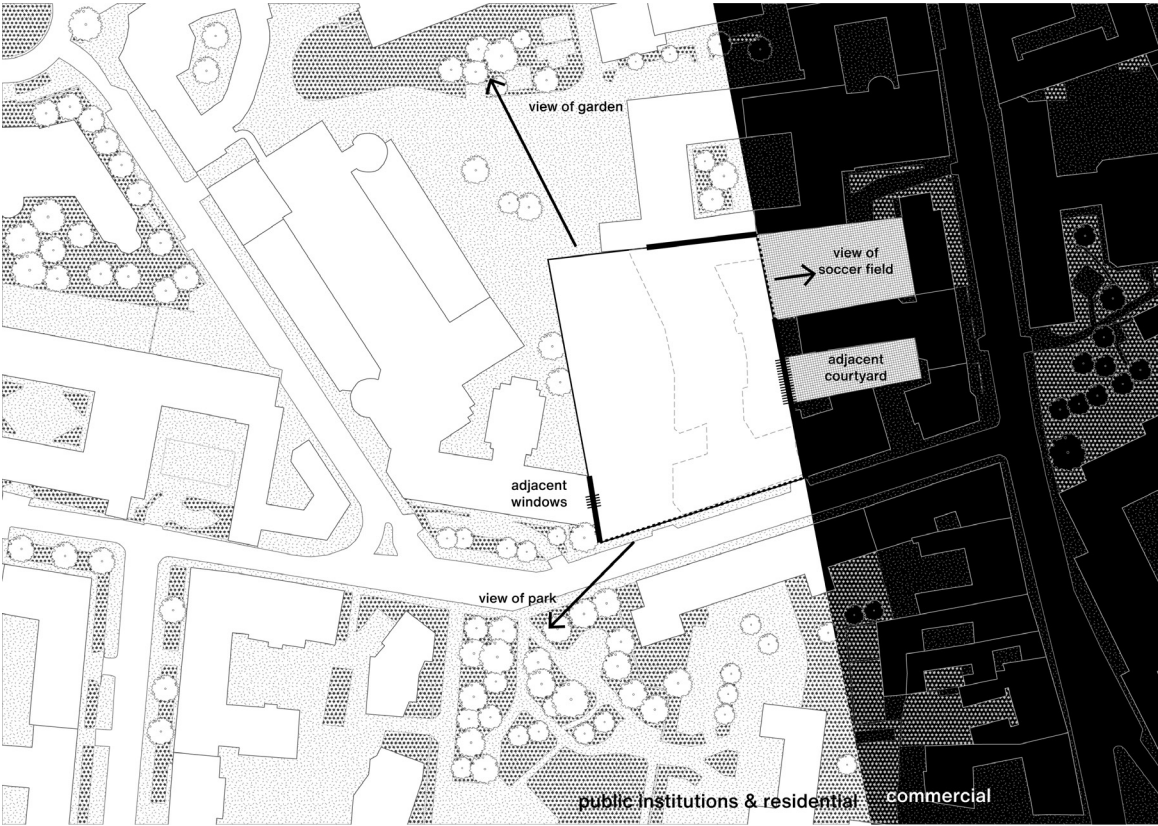 view of garden
view of
soccer field
adjacent
courtyard
adjacent
windows
view of park
public institutions & residential
commercial